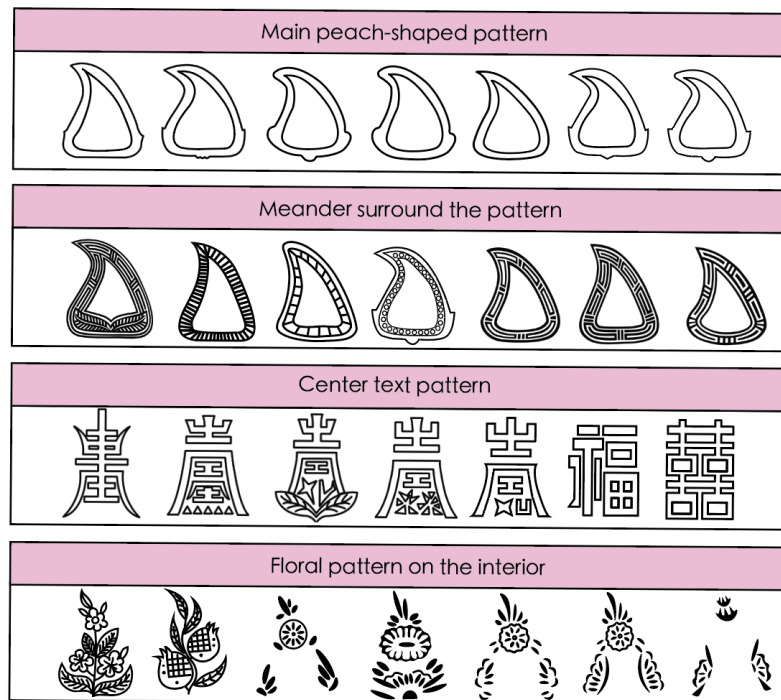 Main peach-shaped pattern
Meander surround the pattern
Center text pattern
福 囍
Floral pattern on the interior